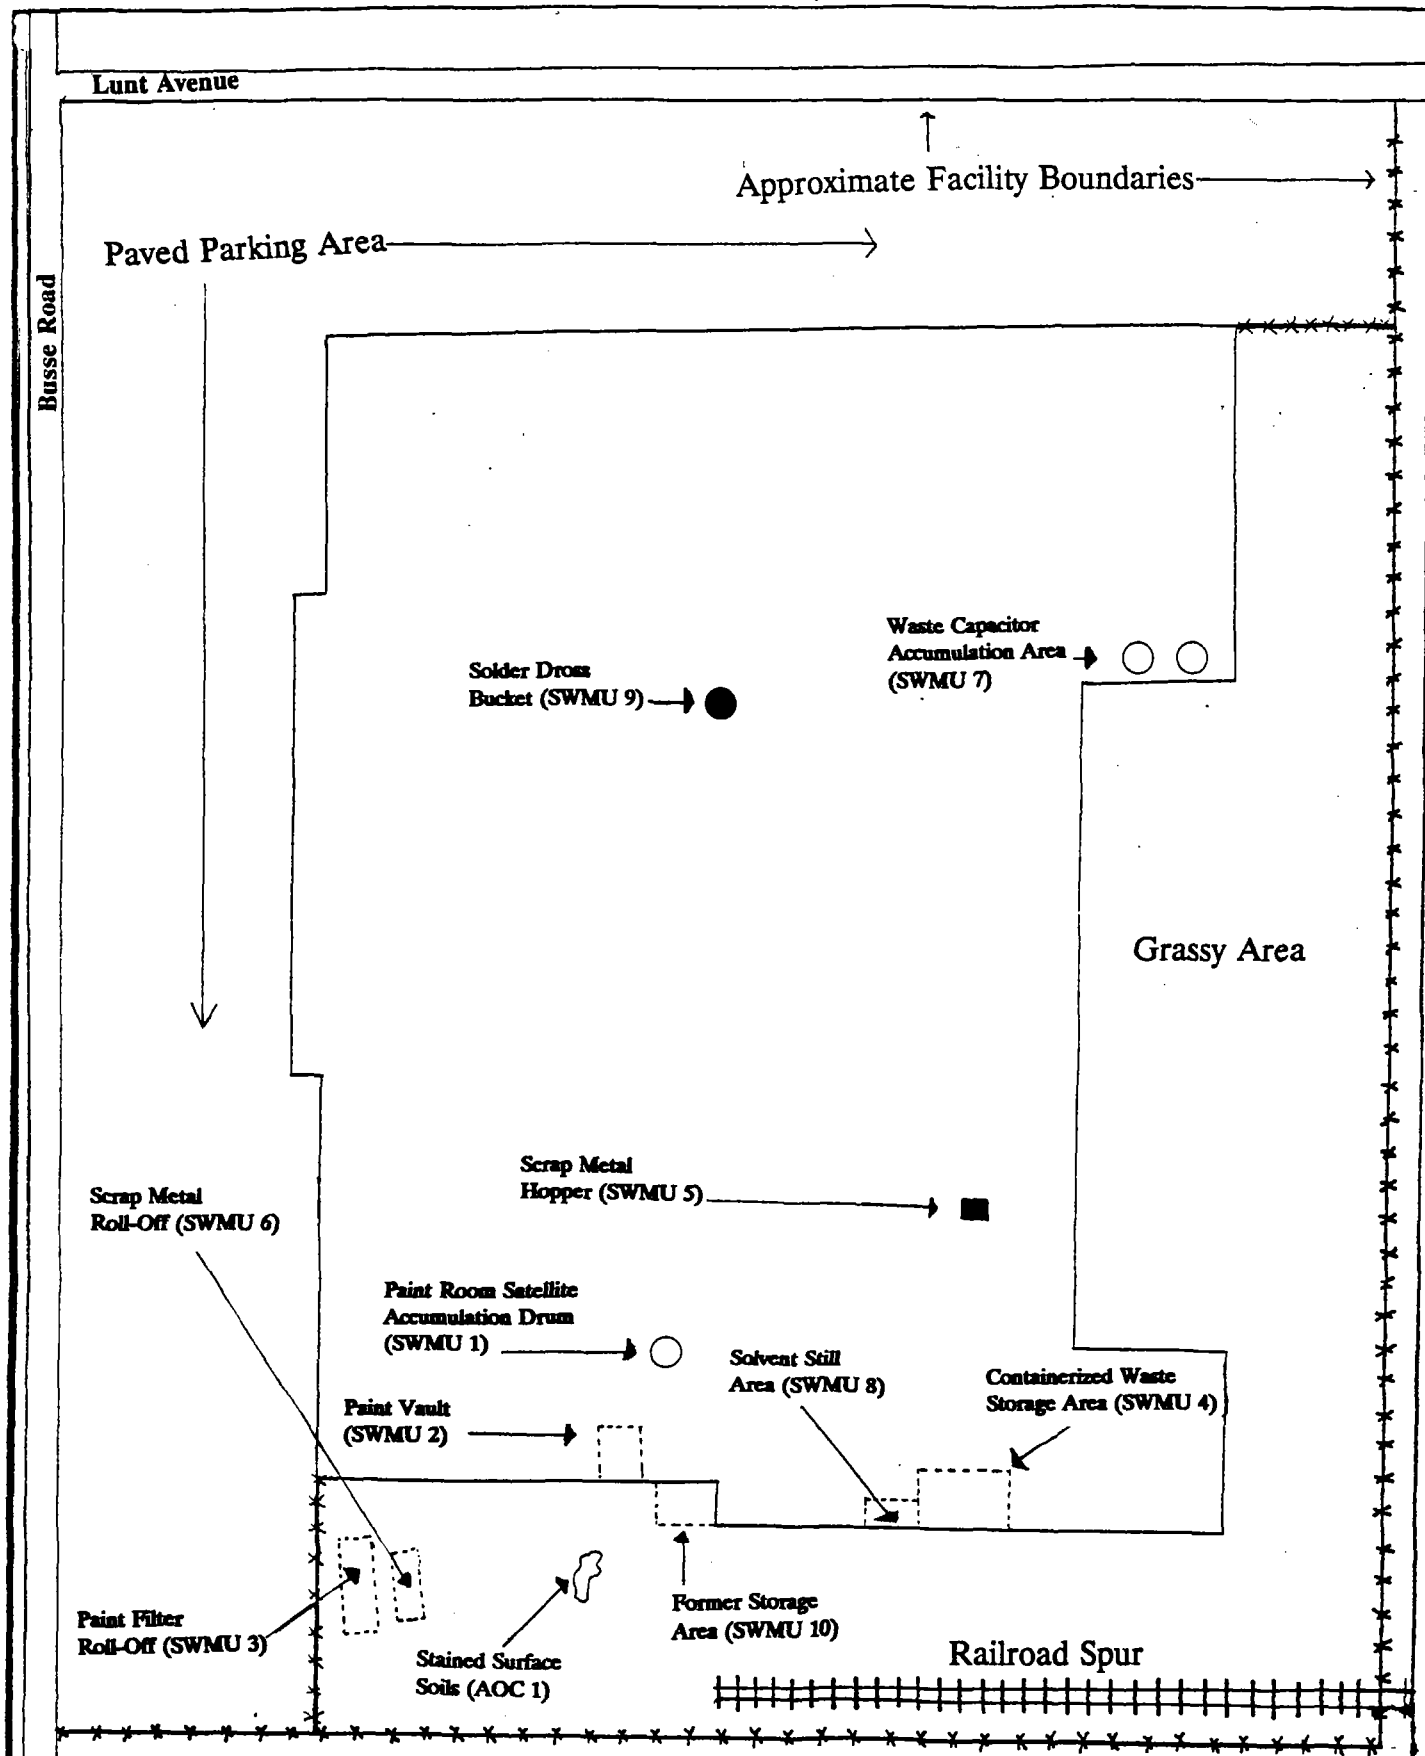 Lunt Avenue
Approximate Facility Boundaries
Paved Parking Area
Busse Road
Waste Capacitor
Accumulation Area
(SWMU 7)
Solder Dross
Bucket (SWMU 9)
Grassy Area
Scrap Metal
Hopper (SWMU 5)
Scrap Metal
Roll-Off (SWMU 6)
Paint Room Satellite
Accumulation Drum
(SWMU 1)
Solvent Still
Area (SWMU 8)
Containerized Waste
Storage Area (SWMU 4)
Paint Vault
(SWMU 2)
Former Storage
Area (SWMU 10)
Paint Filter
Roll-Off (SWMU 3)
Stained Surface
Soils (AOC 1)
Railroad Spur